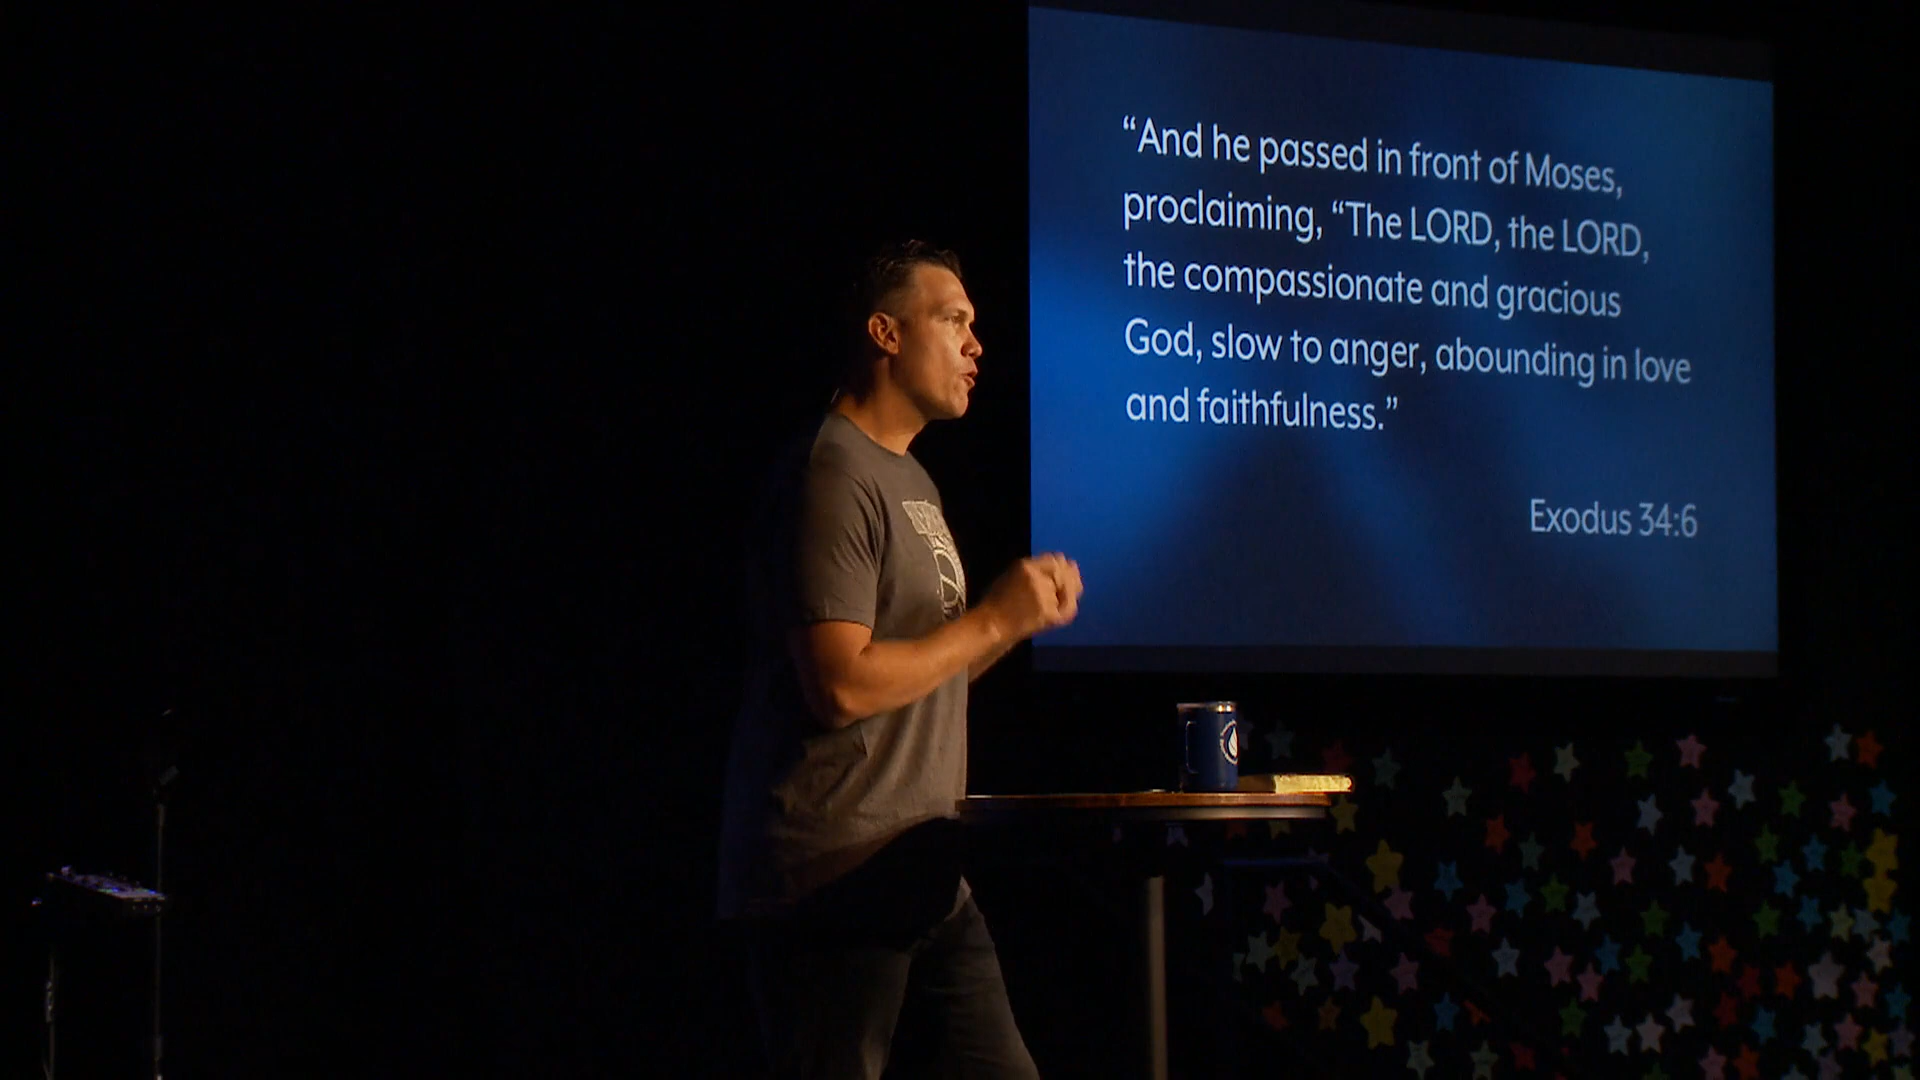 “And he passed in front of Moses,
proclaiming, “The LORD, the LORD,
the compassionate and gracious
God, slow to anger, abounding in love
and faithfulness.”
Exodus 34:6